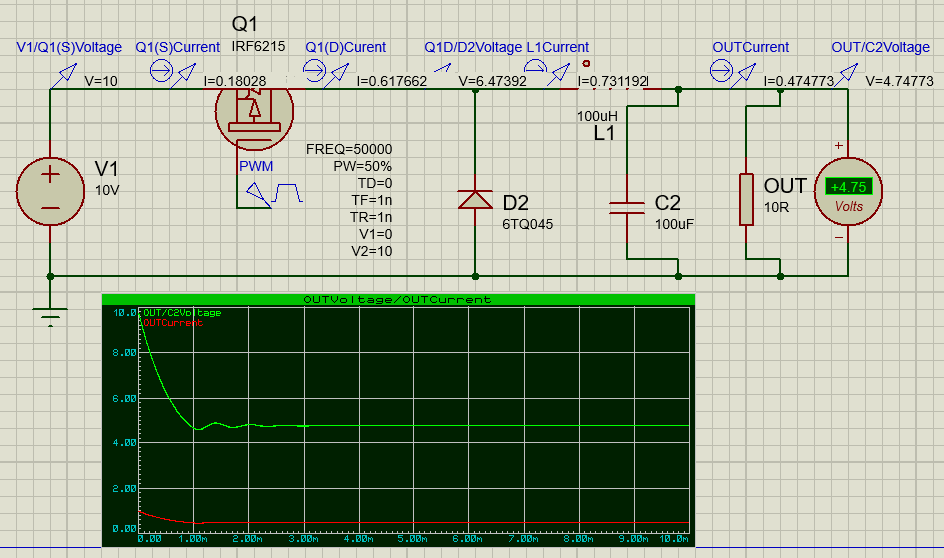 Q1
IRF6215
V1/Q1(S)Voltage
Q1(S)Current
Q1(D)Curent
Q1D/D2Voltage
L1Current
OUTCurrent
OUT/C2Voltage
V=10
I=0.18028
I=0.617662
V=6.47392
I=0.731192
I=0.474773
V=4.74773
100uH
L1
V1
10V
PWM
FREQ=50000
PW=50%
TD=0
TF=1n
TR=1n
V1=0
V2=10
D2
6TQ045
C2
100uF
OUT
10R
+4.75
Volts
OUTVoltage/OUTCurrent
OUT/C2Voltage
OUTCurrent
10.0
8.00
6.00
4.00
2.00
0.00
0.00 1.00m 2.00m 3.00m 4.00m 5.00m 6.00m 7.00m 8.00m 9.00m 10.0m